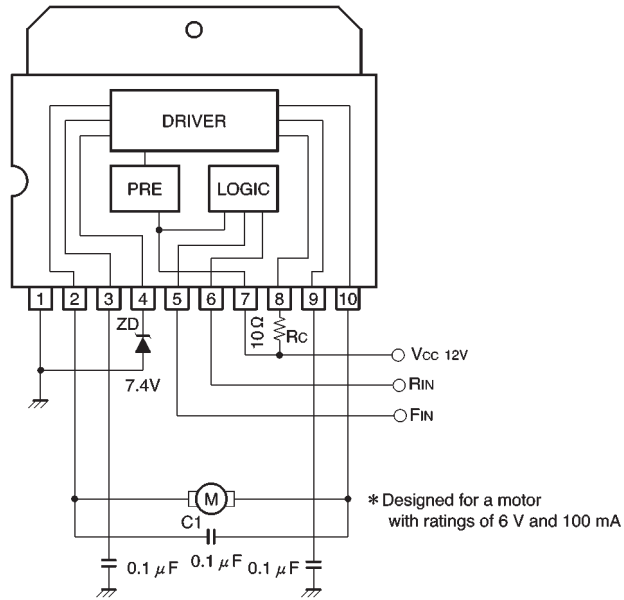 DRIVER
PRE LOGIC
1 2 3 4 5 6 7 8 9 10
ZD
10Ω
RC
7.4V
VCC 12V
RIN
FIN
M
C1
* Designed for a motor
with ratings of 6 V and 100 mA
0.1 μF 0.1 μF 0.1 μF